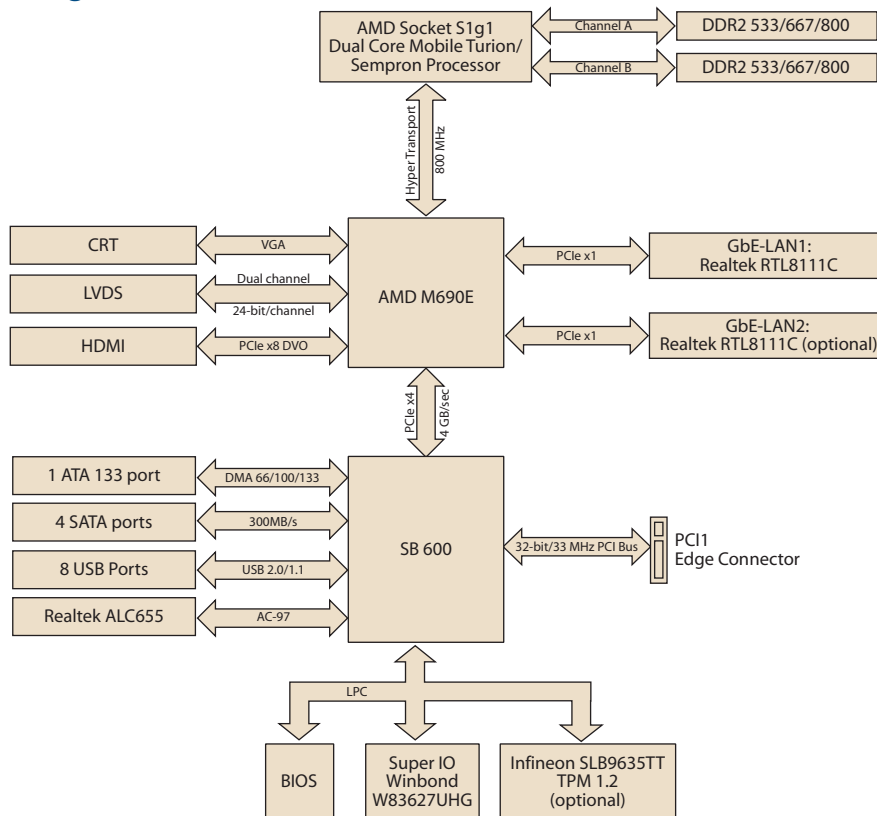 AMD Socket S1g1
Dual Core Mobile Turion/
Sempron Processor
Channel A
DDR2 533/667/800
Channel B
DDR2 533/667/800
Hyper Transport
800 MHz
CRT
VGA
LVDS
Dual channel
24-bit/channel
HDMI
PCIe x8 DVO
AMD M690E
PCIe x1
GbE-LAN1:
Realtek RTL8111C
PCIe x1
GbE-LAN2:
Realtek RTL8111C (optional)
PCIe x4
4 GB/sec
1 ATA 133 port
DMA 66/100/133
4 SATA ports
300MB/s
8 USB Ports
USB 2.0/1.1
Realtek ALC655
AC-97
SB 600
32-bit/33 MHz PCI Bus
PCI1
Edge Connector
LPC
BIOS
Super IO
Winbond
W83627UHG
Infineon SLB9635TT
TPM 1.2
(optional)